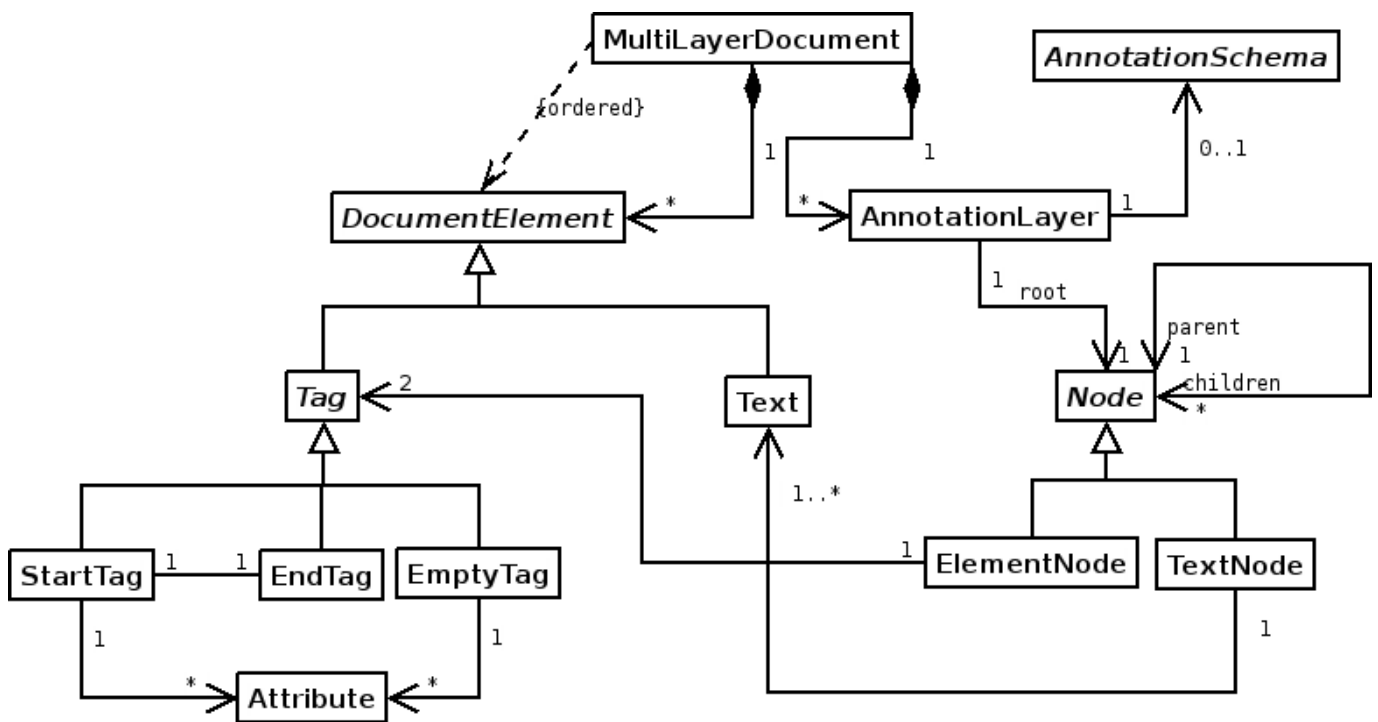 MultiLayerDocument
AnnotationSchema
{ordered}
1
1
0..1
*
*
DocumentElement
AnnotationLayer
1
1
root
parent
1
1
2
children
Tag
Text
Node
*
1..*
1
1
1
StartTag
EndTag
EmptyTag
ElementNode
TextNode
1
1
1
*
*
Attribute